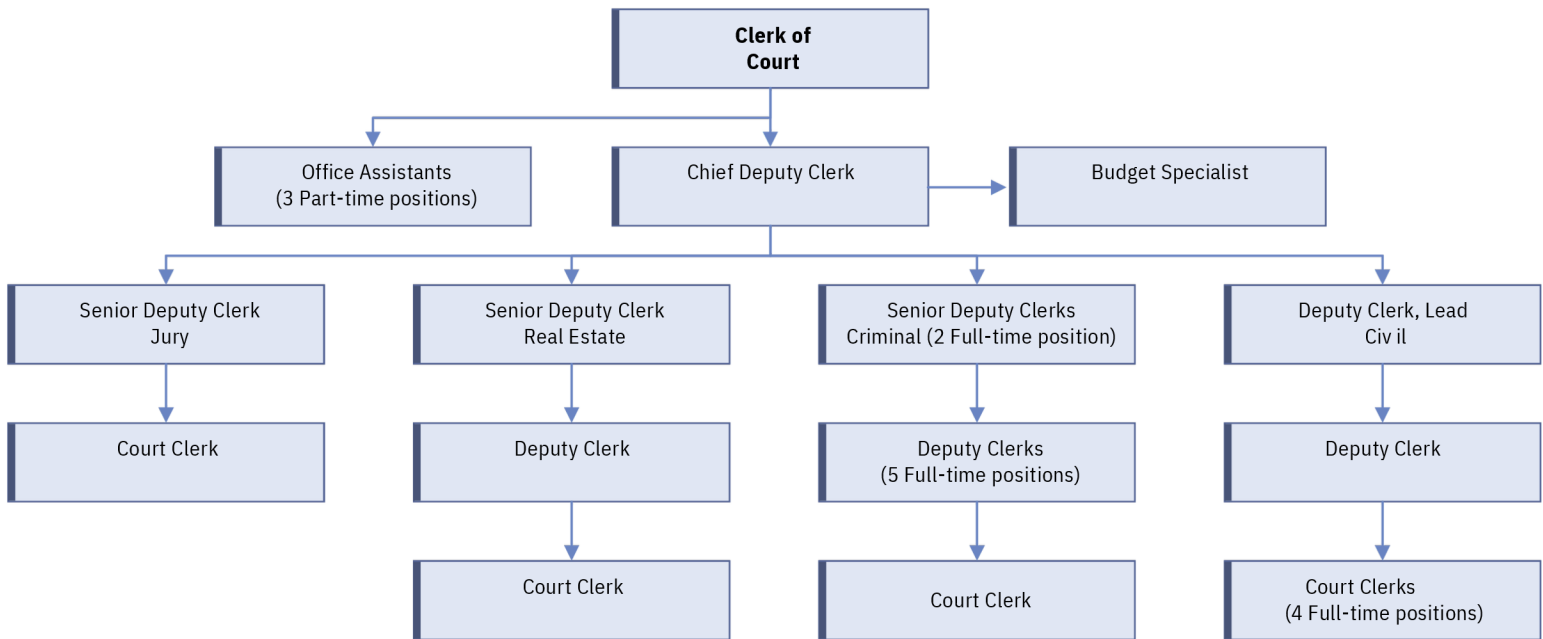 Clerk of
Court
Office Assistants
(3 Part-time positions)
Chief Deputy Clerk
Budget Specialist
Senior Deputy Clerk
Jury
Senior Deputy Clerk
Real Estate
Senior Deputy Clerks
Criminal (2 Full-time position)
Deputy Clerk, Lead
Civ il
Court Clerk
Deputy Clerk
Deputy Clerks
(5 Full-time positions)
Deputy Clerk
Court Clerk
Court Clerk
Court Clerks
(4 Full-time positions)